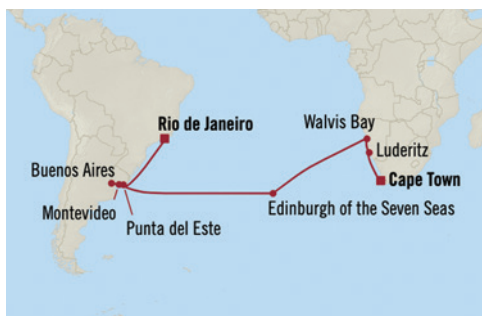 Rio de Janeiro
Walvis Bay
Luderitz
Buenos Aires
Cape Town
Montevideo
Edinburgh of the Seven Seas
Punta del Este